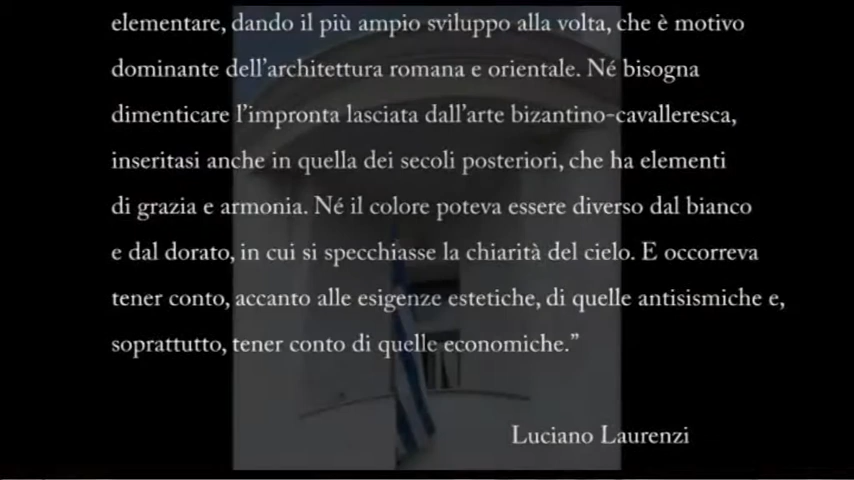 elementare, dando il più ampio sviluppo alla volta, che è motivo
dominante dell'architettura romana e orientale. Né bisogna
dimenticare l'impronta lasciata dall'arte bizantino-cavalleresca,
inseritasi anche in quella dei secoli posteriori, che ha elementi
di grazia e armonia. Né il colore poteva essere diverso dal bianco
e dal dorato, in cui si specchiasse la chiarità del cielo. E occorreva
tener conto, accanto alle esigenze estetiche, di quelle antisismiche e,
soprattutto, tener conto di quelle economiche.”
Luciano Laurenzi